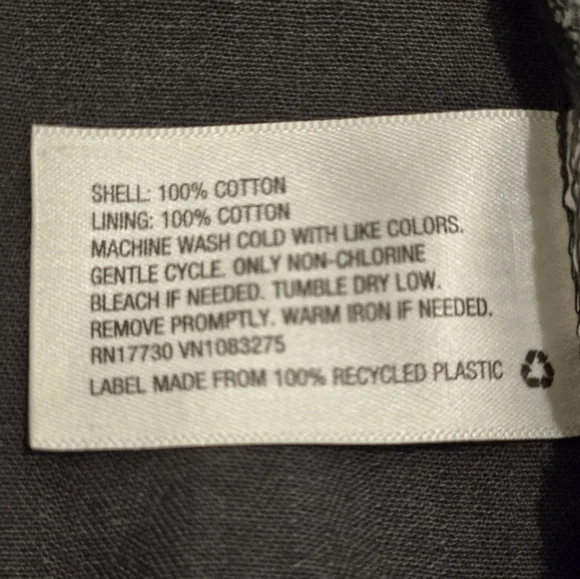 SHELL: 100% COTTON
LINING: 100% COTTON
MACHINE WASH COLD WITH LIKE COLORS.
GENTLE CYCLE. ONLY NON-CHLORINE
BLEACH IF NEEDED. TUMBLE DRY LOW.
REMOVE PROMPTLY. WARM IRON IF NEEDED.
RN17730 VN1083275
LABEL MADE FROM 100% RECYCLED PLASTIC